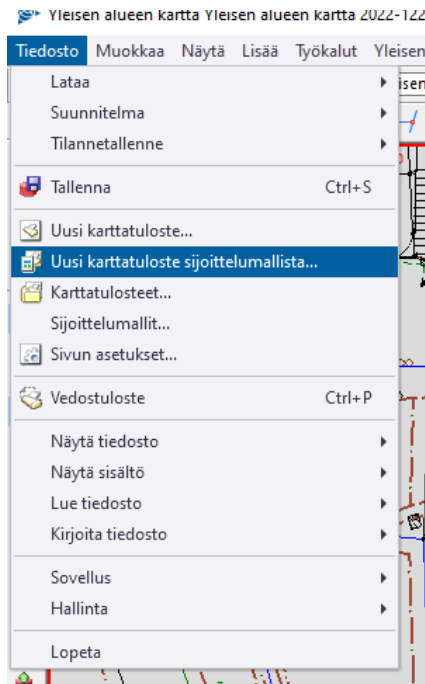 Yleisen alueen kartta Yleisen alueen kartta 2022-122
Tiedosto Muokkaa Näytä Lisää Työkalut Yleisen
Lataa
isen
Suunnitelma
Tilannetallenne
Tallenna Ctrl+S
Uusi karttatuloste...
Uusi karttatuloste sijoittelumallista...
Karttatulosteet...
Sijoittelumallit...
Sivun asetukset...
Vedostuloste Ctrl+P
Näytä tiedosto
Näytä sisältö
Lue tiedosto
Kirjoita tiedosto
Sovellus
Hallinta
Lopeta